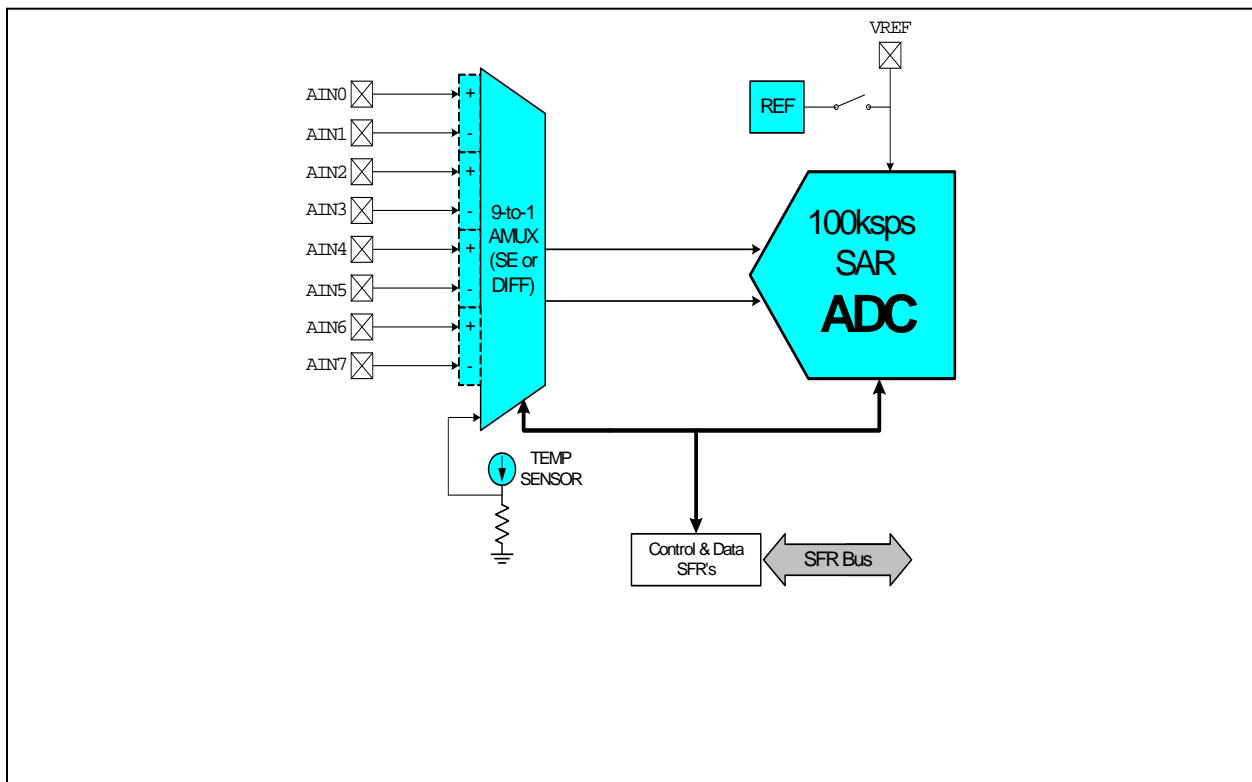 VREF
AIN0
+
REF
AIN1
-
AIN2
+
AIN3
-
9-to-1
AMUX
(SE or
DIFF)
100ksps
SAR
ADC
AIN4
+
AIN5
-
AIN6
+
AIN7
-
TEMP
SENSOR
Control & Data
SFR's
SFR Bus